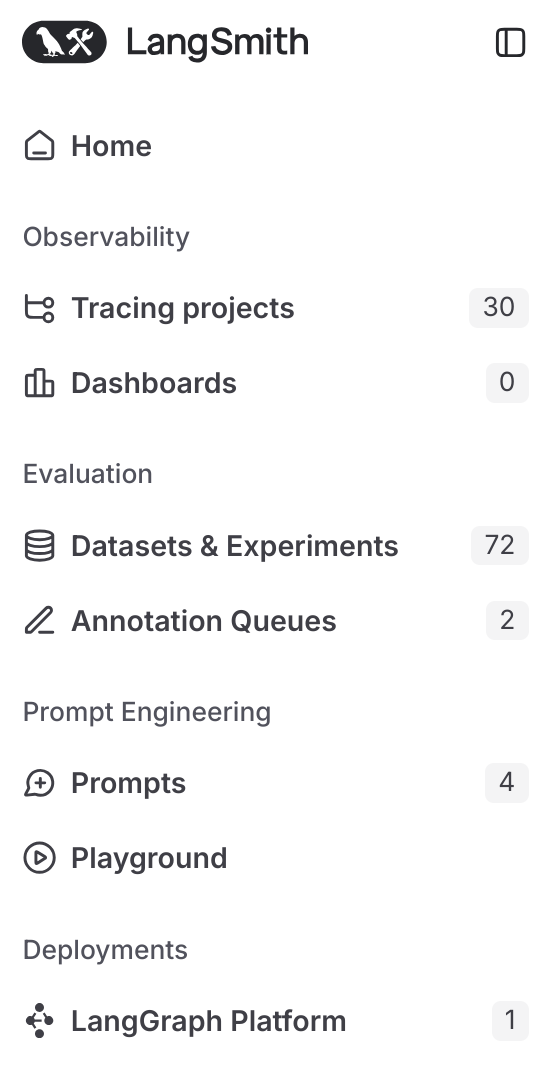 LangSmith
Home
Observability
Tracing projects 30
Dashboards 0
Evaluation
Datasets & Experiments 72
Annotation Queues 2
Prompt Engineering
Prompts 4
Playground
Deployments
LangGraph Platform 1